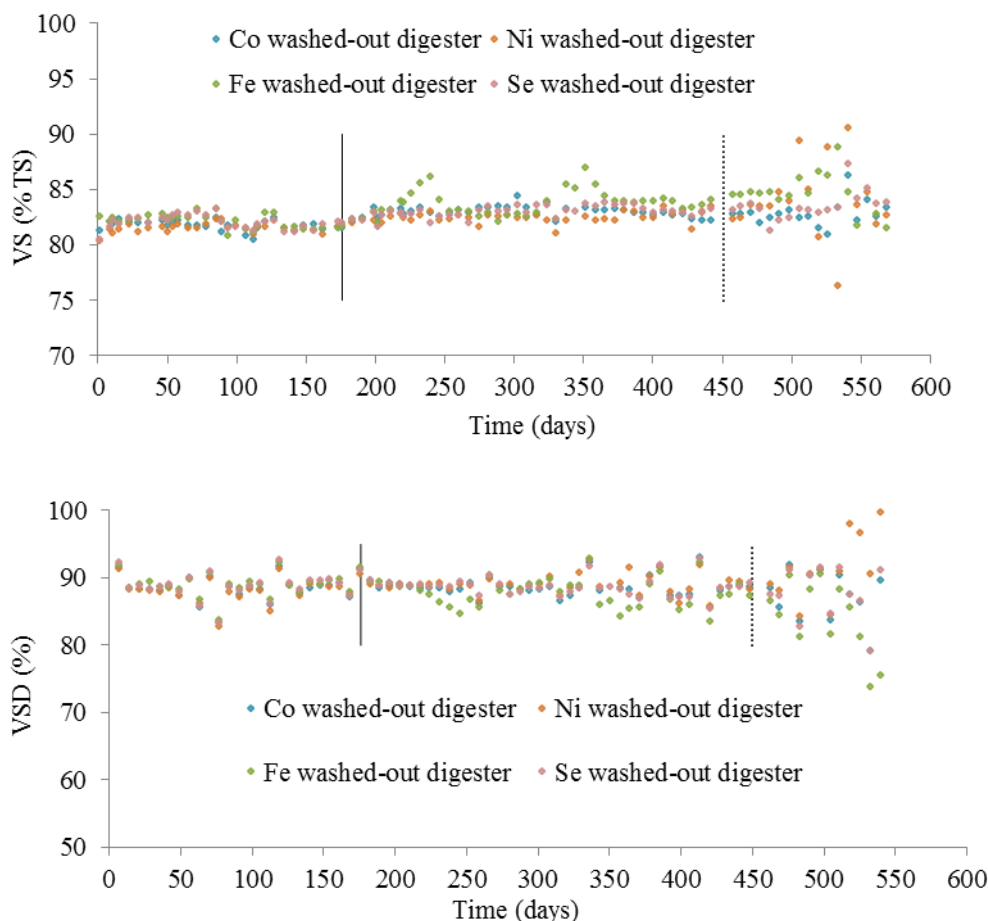 100
Co washed-out digester Ni washed-out digester
95
Fe washed-out digester Se washed-out digester
90
85
80
75
70
VS (%TS)
0 50 100 150 200 250 300 350 400 450 500 550 600
Time (days)
100
90
80
70
60
50
VSD (%)
Co washed-out digester Ni washed-out digester
Fe washed-out digester Se washed-out digester
0 50 100 150 200 250 300 350 400 450 500 550 600
Time (days)